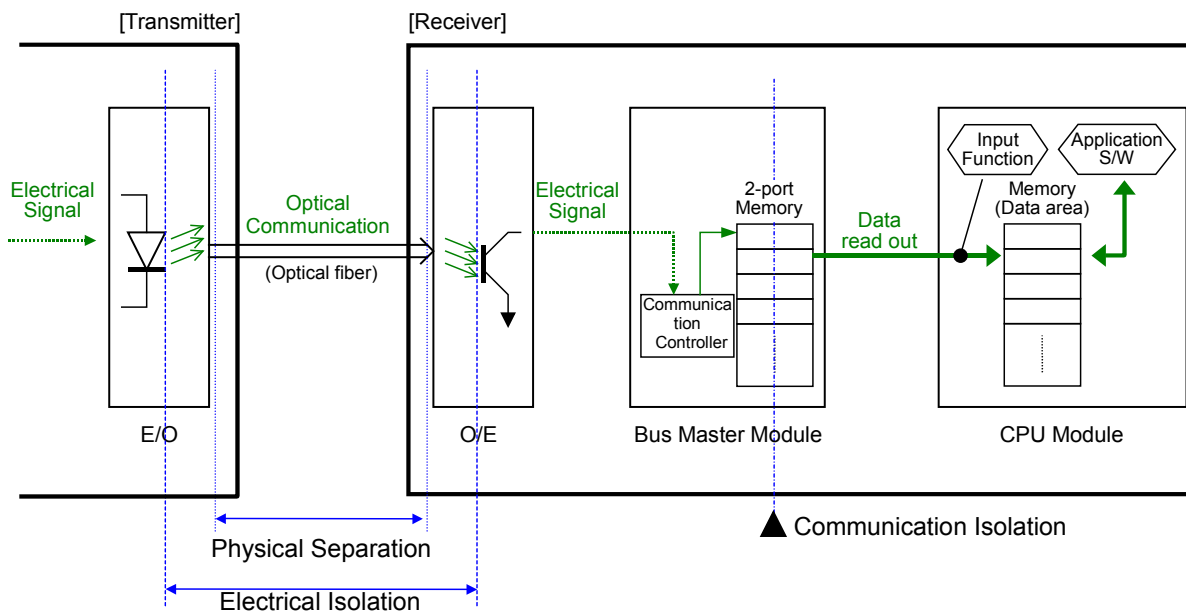 [Transmitter]
[Receiver]
Electrical
Signal
Optical
Communication
(Optical fiber)
Electrical
Signal
2-port
Memory
Communica
tion
Controller
Data
read out
Input
Function
Application
S/W
Memory
(Data area)
E/O
O/E
Bus Master Module
CPU Module
Physical Separation
Communication Isolation
Electrical Isolation